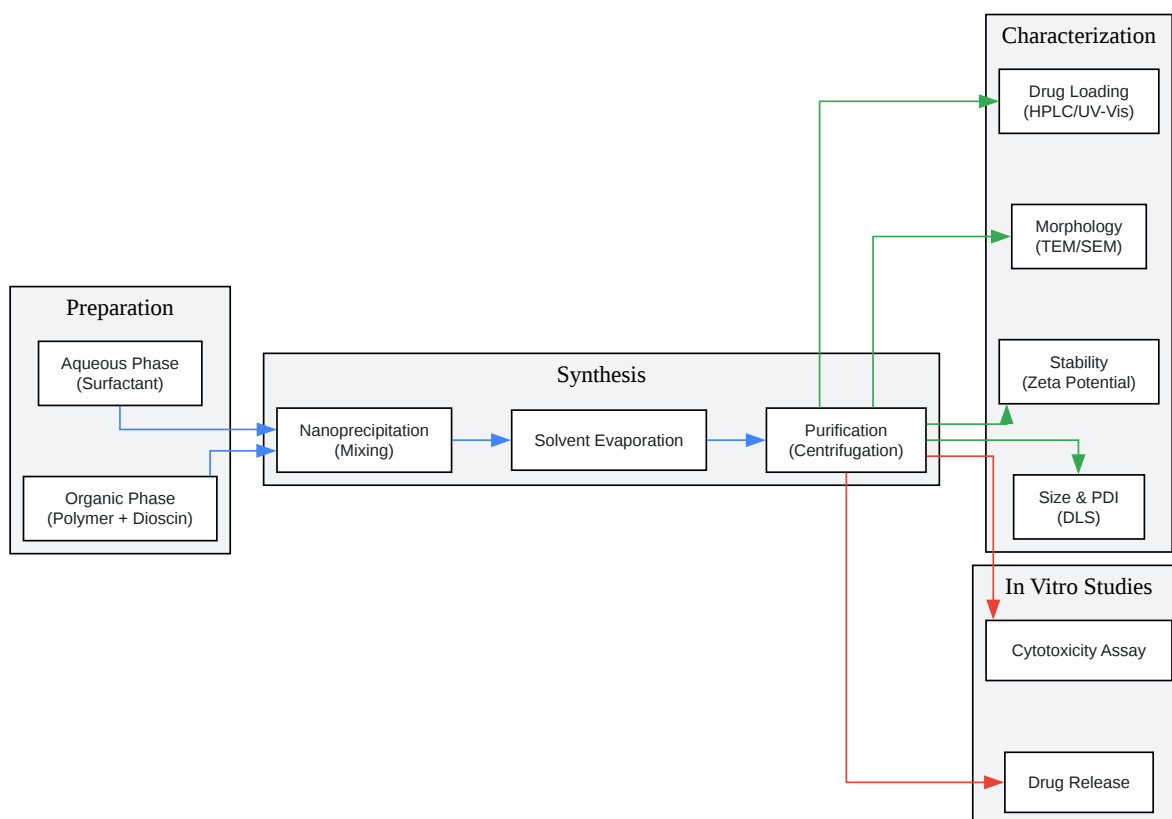 Preparation
Aqueous Phase
(Surfactant)
Organic Phase
(Polymer + Dioscin)
Synthesis
Nanoprecipitation
(Mixing)
Solvent Evaporation
Purification
(Centrifugation)
Characterization
Drug Loading
(HPLC/UV-Vis)
Morphology
(TEM/SEM)
Stability
(Zeta Potential)
Size & PDI
(DLS)
In Vitro Studies
Cytotoxicity Assay
Drug Release